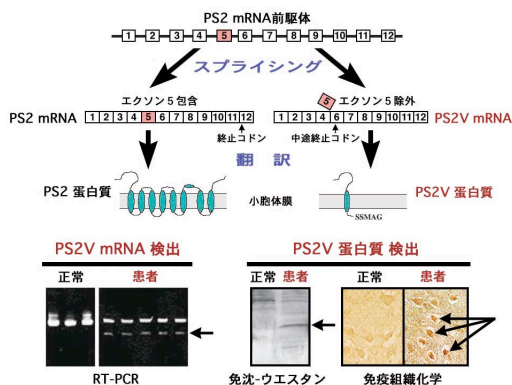 PS2 mRNA前駆体
1 2 3 4 5 6 7 8 9 10 11 12
スプライシング
エクソン5包含
5 エクソン5除外
PS2 mRNA 1 2 3 4 5 6 7 8 9 10 11 12
1 2 3 4 6 7 8 9 10 11 12 PS2V mRNA
終止コドン
中途終止コドン
翻訳
PS2 蛋白質
小胞体膜
PS2V 蛋白質
SSMAG
PS2V mRNA 検出
PS2V 蛋白質 検出
正常 患者
正常 患者
正常 患者
RT-PCR
免沈-ウエスタン
免疫組織化学